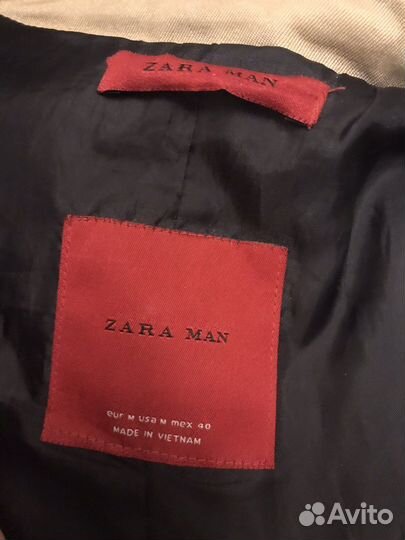 ZARA MAN
ZARA MAN
eur M USA M mex 40
MADE IN VIETNAM
Avito